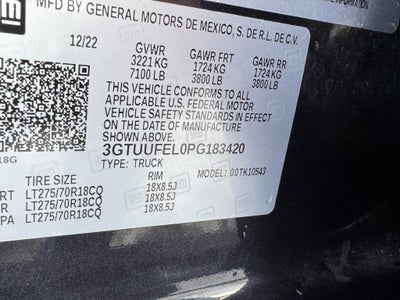 INFORMATION
MFD BY GENERAL MOTORS DE MEXICO, S. DE R.L. DE C.V.
12/22 GVWR GAWR FRT GAWR RR
3221 KG 1724 KG 1724 KG
7100 LB 3800 LB 3800 LB
THIS VEHICLE CONFORMS TO ALL
APPLICABLE U.S. FEDERAL MOTOR
VEHICLE SAFETY STANDARDS IN
EFFECT ON THE DATE OF MANUFACTURE
SHOWN ABOVE.
3GTUUFEL0PG183420
TYPE: TRUCK MODEL: 00TK10543
TIRE SIZE RIM
RT LT275/70R18CQ 18X8.5J
RR LT275/70R18CQ 18X8.5J
PA LT275/70R18CQ 18X8.5J